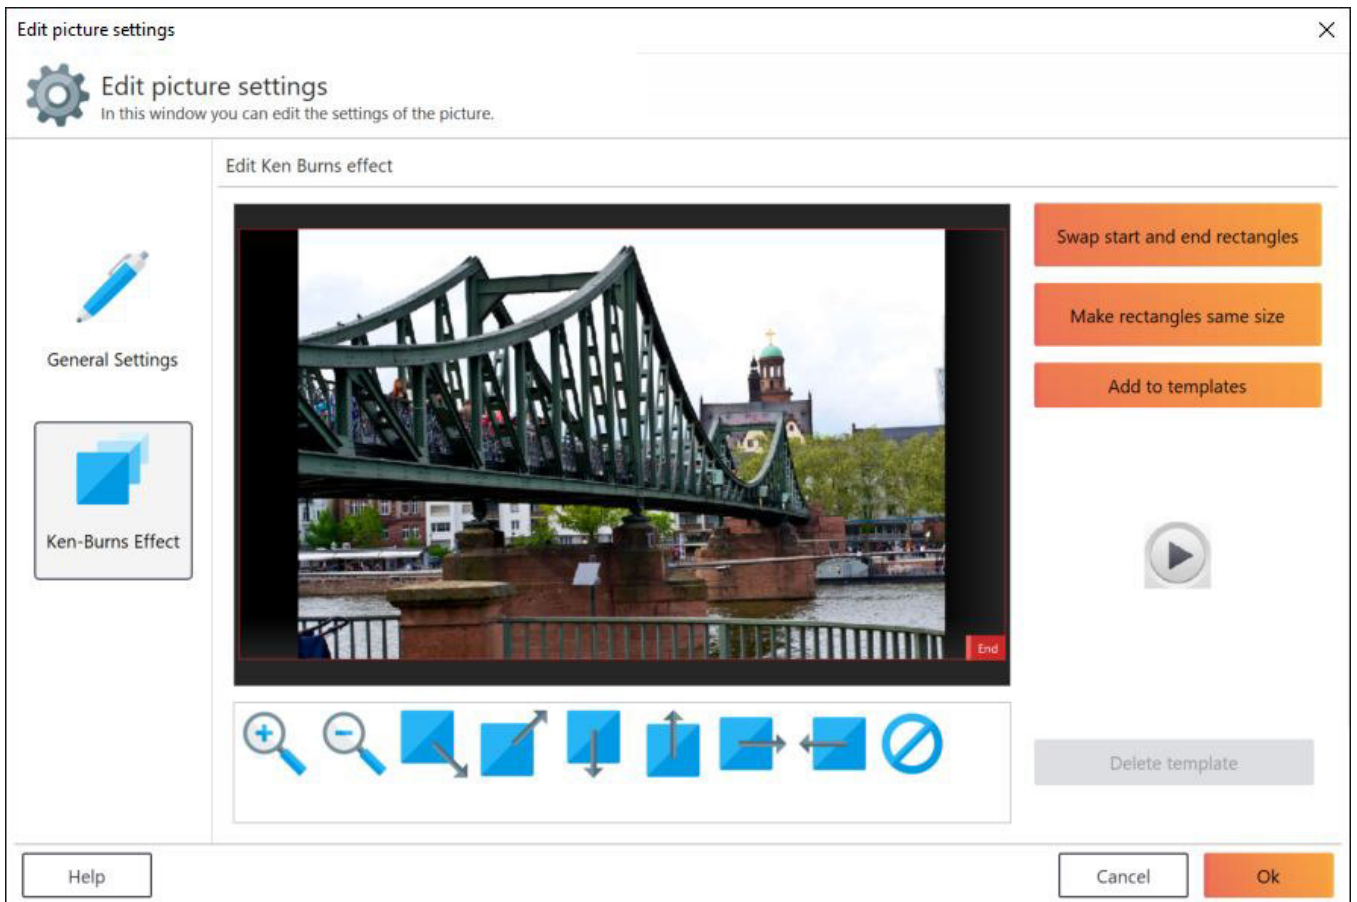 Edit picture settings
Edit picture settings
In this window you can edit the settings of the picture.
Edit Ken Burns effect
General Settings
Ken-Burns Effect
End
Swap start and end rectangles
Make rectangles same size
Add to templates
Delete template
Help
Cancel
Ok